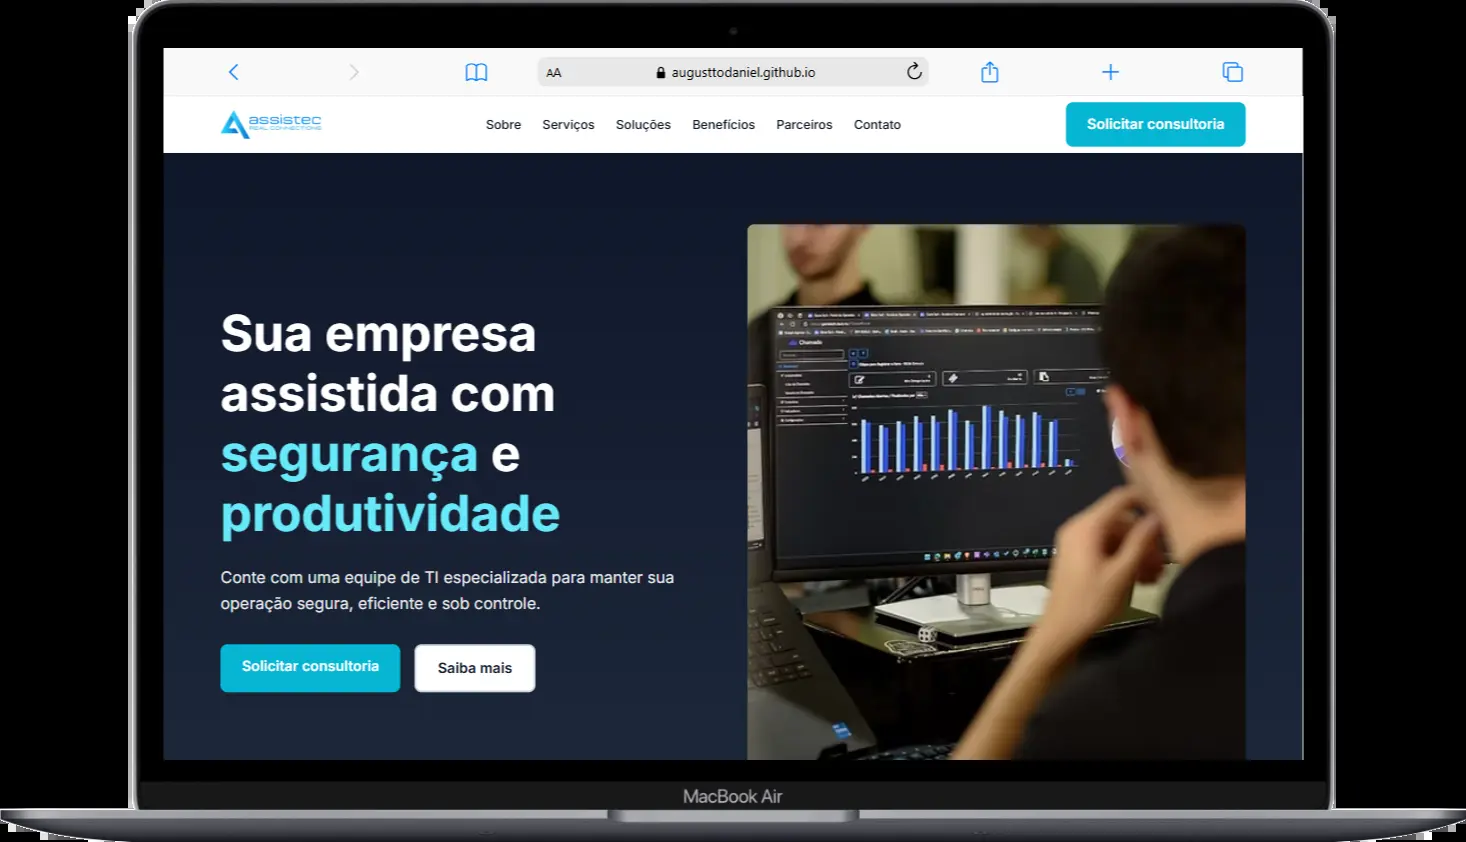 AA augusttodaniel.github.io
assistec
REAL CONNECTIONS
Sobre Serviços Soluções Benefícios Parceiros Contato
Solicitar consultoria
Sua empresa
assistida com
segurança e
produtividade
Conte com uma equipe de TI especializada para manter sua
operação segura, eficiente e sob controle.
Solicitar consultoria
Saiba mais
Chamado
MacBook Air